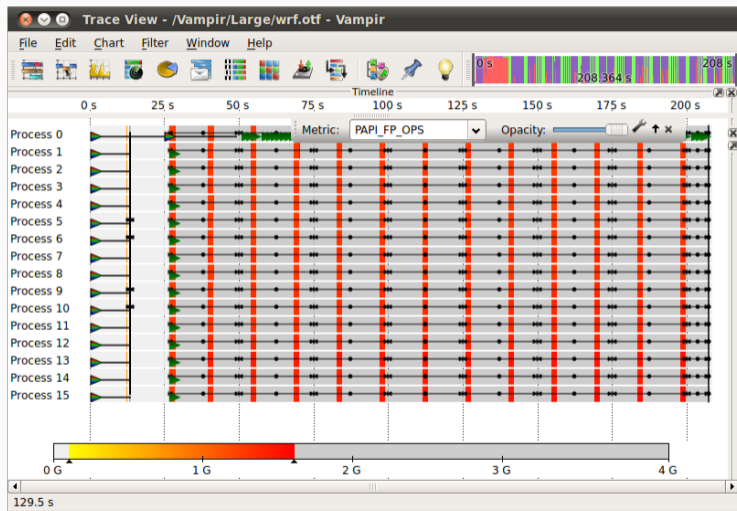 Trace View - /Vampir/Large/wrf.otf - Vampir
File Edit Chart Filter Window Help
0 s 208 s
208.364 s
Timeline
0 s 25 s 50 s 75 s 100 s 125 s 150 s 175 s 200 s
Metric: PAPI_FP_OPS Opacity:
Process 0
Process 1
Process 2
Process 3
Process 4
Process 5
Process 6
Process 7
Process 8
Process 9
Process 10
Process 11
Process 12
Process 13
Process 14
Process 15
0 G 1 G 2 G 3 G 4 G
129.5 s